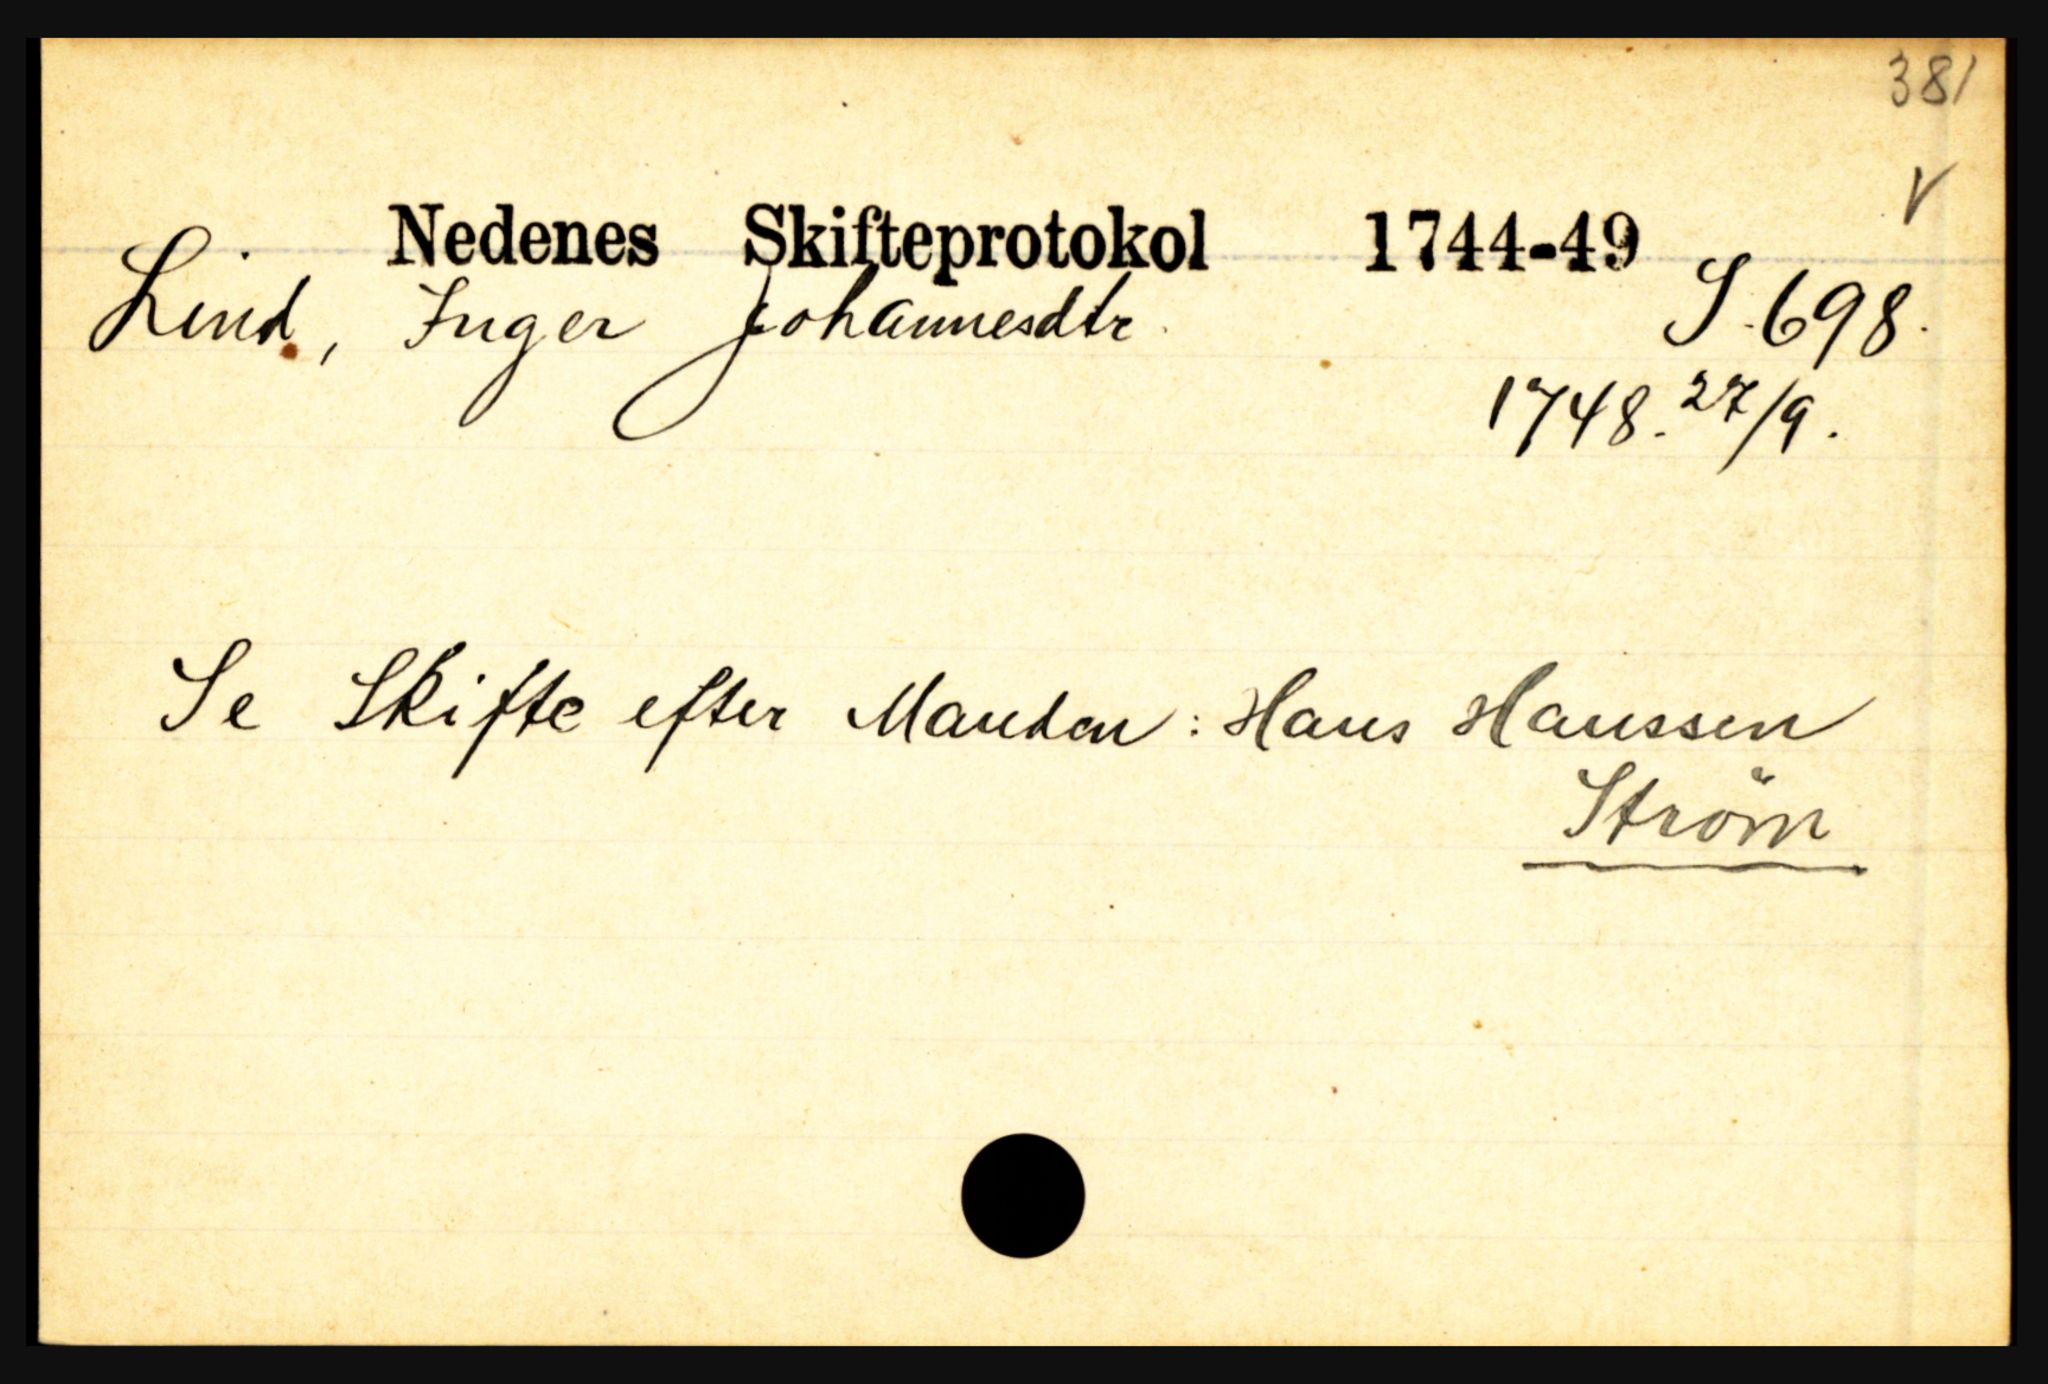 381
V
Nedenes Skifteprotokol 1744-49
Lind, Inger Johannesdtr. S. 698.
1748. 27/9.
Se Skifte efter Manden: Hans Hanssen
Ström